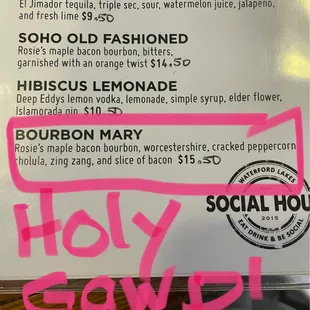 El Jimador tequila, triple sec, sour, watermelon juice, jalapeño,
and fresh lime $9.50
SOHO OLD FASHIONED
Rosie's maple bacon bourbon, bitters,
garnished with an orange twist $14.50
HIBISCUS LEMONADE
Deep Eddys lemon vodka, lemonade, simple syrup, elder flower,
Islamorada gin $10.50
BOURBON MARY
Rosie's maple bacon bourbon, worcestershire, cracked peppercorn
cholula, zing zang, and slice of bacon $15.50
WATERFORD LAKES
THE
SOCIAL HOU
2015
EAT DRINK & BE SOCIAL
Holy
GAWD!